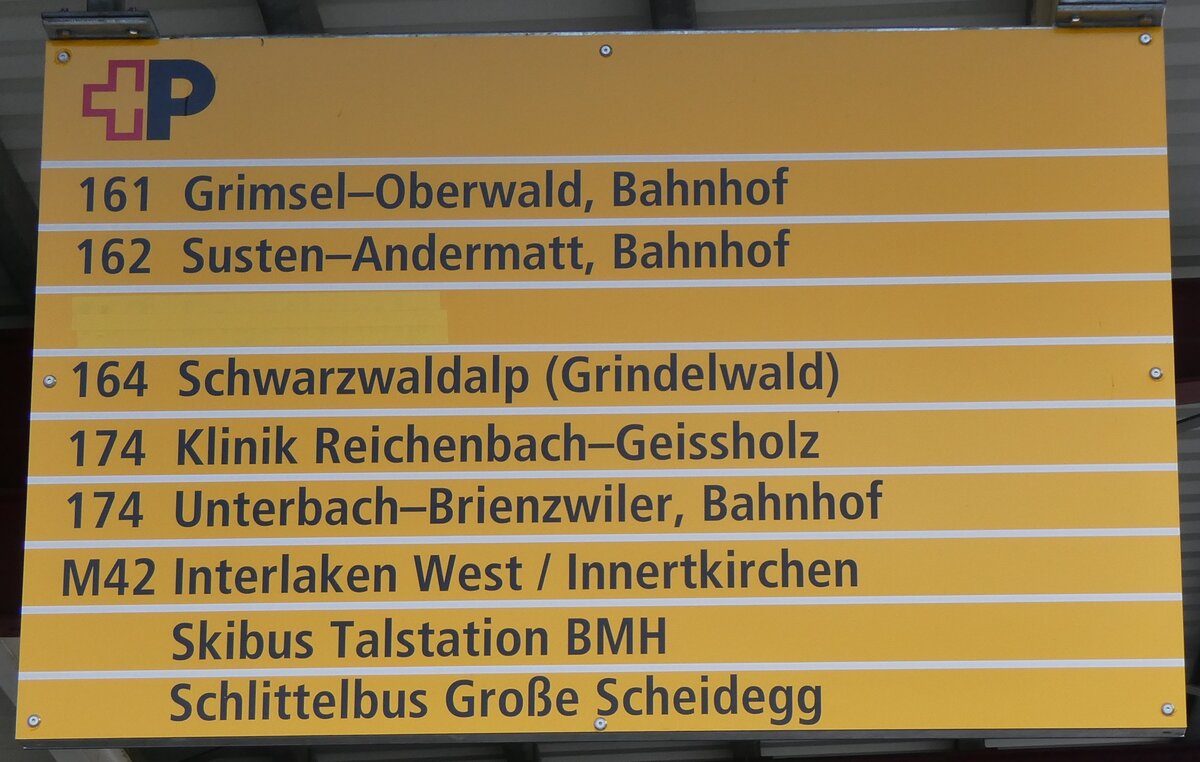 P
161 Grimsel–Oberwald, Bahnhof
162 Susten–Andermatt, Bahnhof
164 Schwarzwaldalp (Grindelwald)
174 Klinik Reichenbach–Geissholz
174 Unterbach–Brienzwiler, Bahnhof
M42 Interlaken West / Innertkirchen
Skibus Talstation BMH
Schlittelbus Große Scheidegg